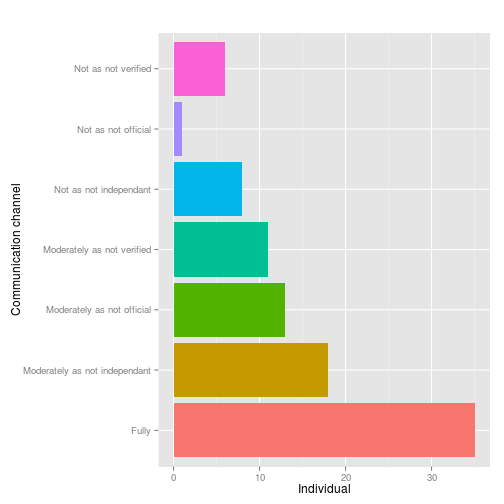 Communication channel
Not as not verified
Not as not official
Not as not independant
Moderately as not verified
Moderately as not official
Moderately as not independant
Fully
0 10 20 30
Individual